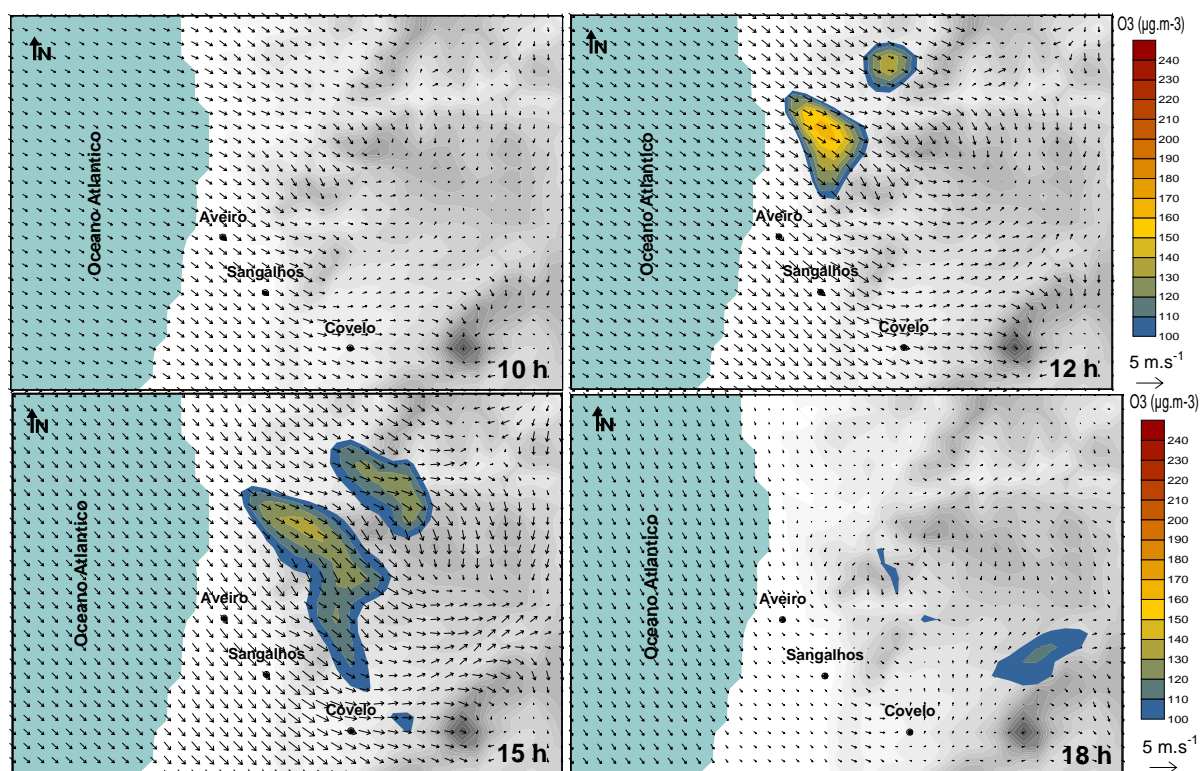 N
Oceano Atlantico
Aveiro
Sangalhos
Covelo
10 h
N
Oceano Atlantico
Aveiro
Sangalhos
Covelo
12 h
O3 (µg.m-3)
240
230
220
210
200
190
180
170
160
150
140
130
120
110
100
5 m.s-1
N
Oceano Atlantico
Aveiro
Sangalhos
Covelo
15 h
N
Oceano Atlantico
Aveiro
Sangalhos
Covelo
18 h
O3 (µg.m-3)
240
230
220
210
200
190
180
170
160
150
140
130
120
110
100
5 m.s-1